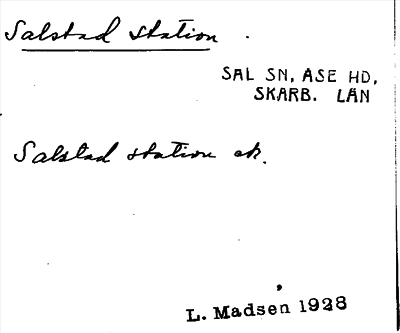 Salstad station.
SAL SN, ASE HD,
SKARB. LÄN
Salstad station ek.
L. Madsen 1928